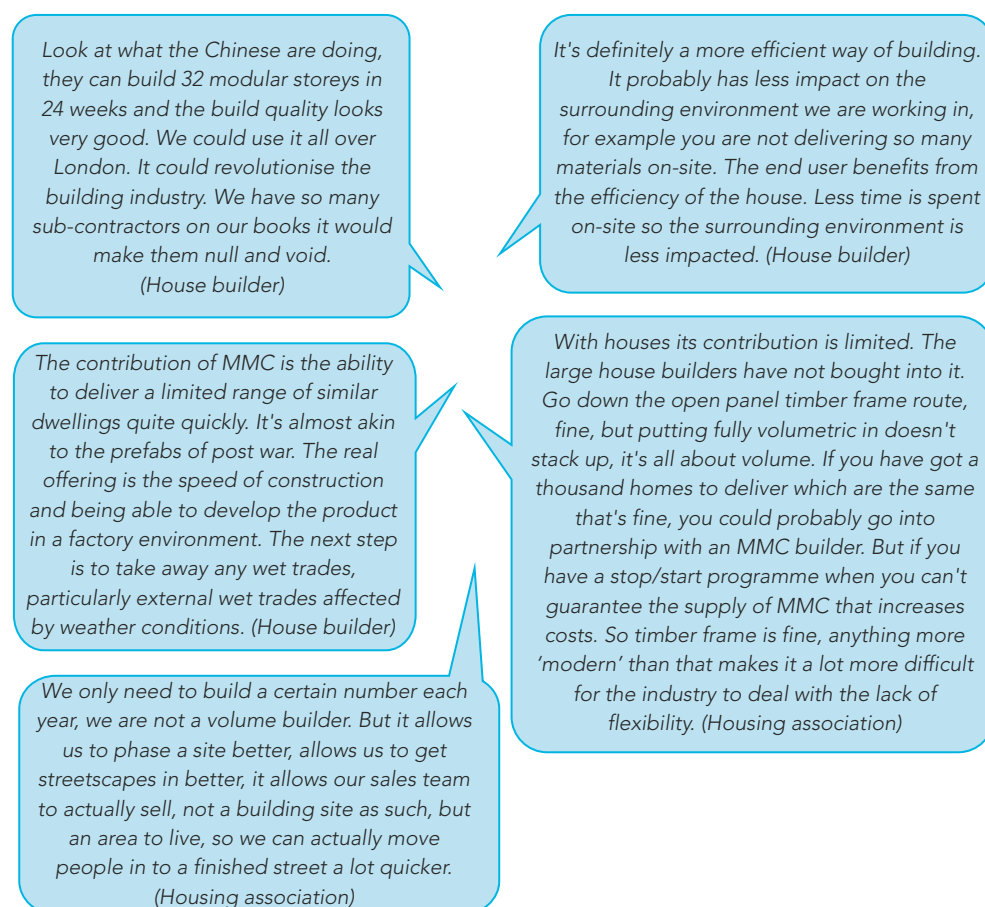 Look at what the Chinese are doing,
they can build 32 modular storeys in
24 weeks and the build quality looks
very good. We could use it all over
London. It could revolutionise the
building industry. We have so many
sub-contractors on our books it would
make them null and void.
(House builder)
It's definitely a more efficient way of building.
It probably has less impact on the
surrounding environment we are working in,
for example you are not delivering so many
materials on-site. The end user benefits from
the efficiency of the house. Less time is spent
on-site so the surrounding environment is
less impacted. (House builder)
The contribution of MMC is the ability
to deliver a limited range of similar
dwellings quite quickly. It's almost akin
to the prefabs of post war. The real
offering is the speed of construction
and being able to develop the product
in a factory environment. The next step
is to take away any wet trades,
particularly external wet trades affected
by weather conditions. (House builder)
With houses its contribution is limited. The
large house builders have not bought into it.
Go down the open panel timber frame route,
fine, but putting fully volumetric in doesn't
stack up, it's all about volume. If you have got a
thousand homes to deliver which are the same
that's fine, you could probably go into
partnership with an MMC builder. But if you
have a stop/start programme when you can't
guarantee the supply of MMC that increases
costs. So timber frame is fine, anything more
‘modern’ than that makes it a lot more difficult
for the industry to deal with the lack of
flexibility. (Housing association)
We only need to build a certain number each
year, we are not a volume builder. But it allows
us to phase a site better, allows us to get
streetscapes in better, it allows our sales team
to actually sell, not a building site as such, but
an area to live, so we can actually move
people in to a finished street a lot quicker.
(Housing association)